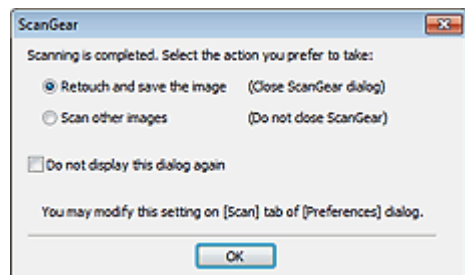 ScanGear
Scanning is completed. Select the action you prefer to take:
Retouch and save the image (Close ScanGear dialog)
Scan other images (Do not close ScanGear)
Do not display this dialog again
You may modify this setting on [Scan] tab of [Preferences] dialog.
OK